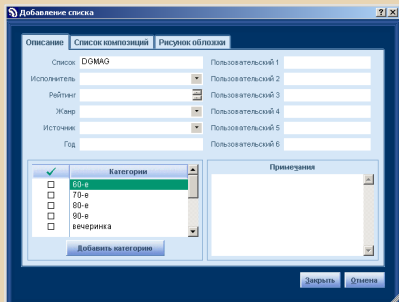 Добавление списка
Описание Список композиций Рисунок обложки
Список DGMAG Пользовательский 1
Исполнитель Пользовательский 2
Рейтинг Пользовательский 3
Жанр Пользовательский 4
Источник Пользовательский 5
Год Пользовательский 6
Категории
60-е
70-е
80-е
90-е
вечеринка
Добавить категорию
Примечания
Закрыть Отмена